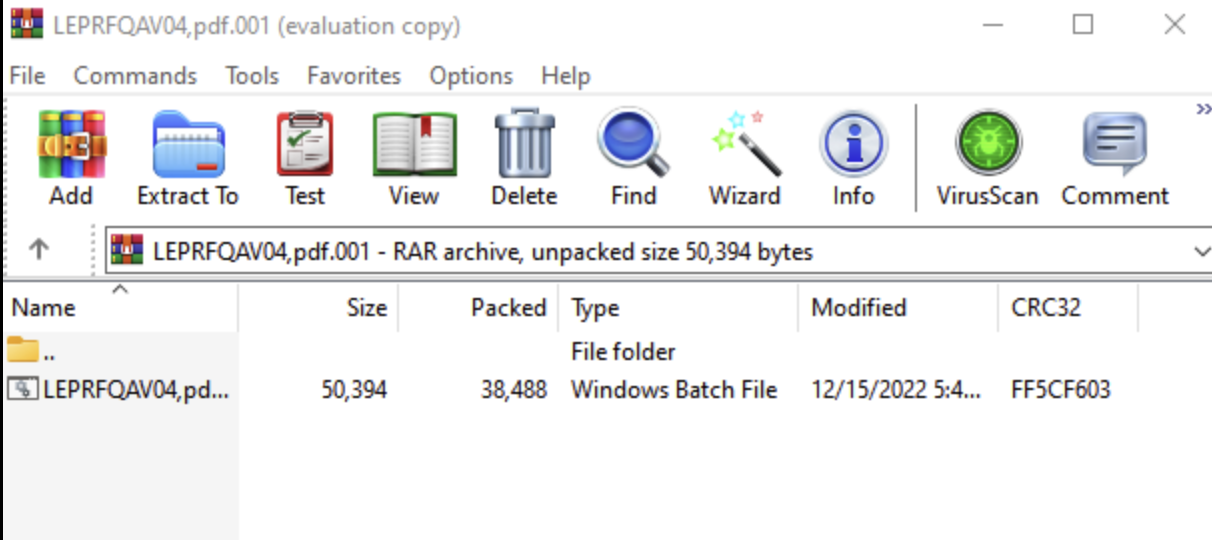 LEPRFQAV04,pdf.001 (evaluation copy)
File Commands Tools Favorites Options Help
Add Extract To Test View Delete Find Wizard Info VirusScan Comment
LEPRFQAV04,pdf.001 - RAR archive, unpacked size 50,394 bytes
Name Size Packed Type Modified CRC32
.. File folder
LEPRFQAV04,pd... 50,394 38,488 Windows Batch File 12/15/2022 5:4... FF5CF603